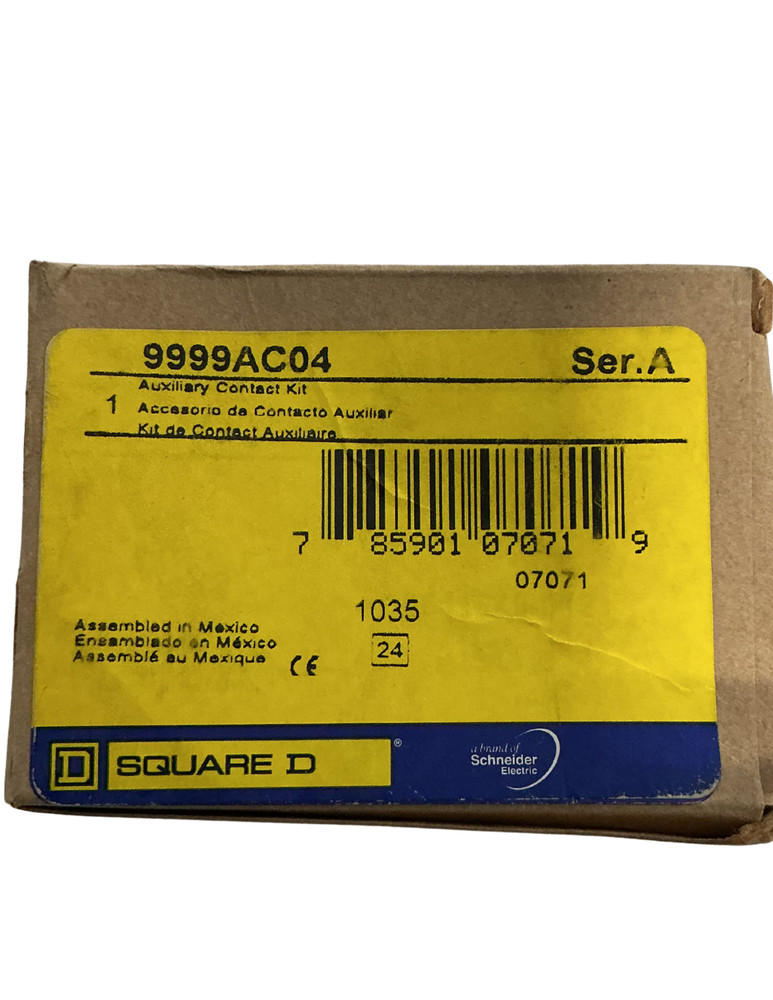 9999AC04 Ser.A
Auxiliary Contact Kit
1 Accesorio de Contacto Auxiliar
Kit de Contact Auxiliaire
7 85901 07071 9
07071
1035
24
Assembled in Mexico
Ensamblado en México
Assemblé au Mexique
CE
D SQUARE D ®
a brand of
Schneider
Electric